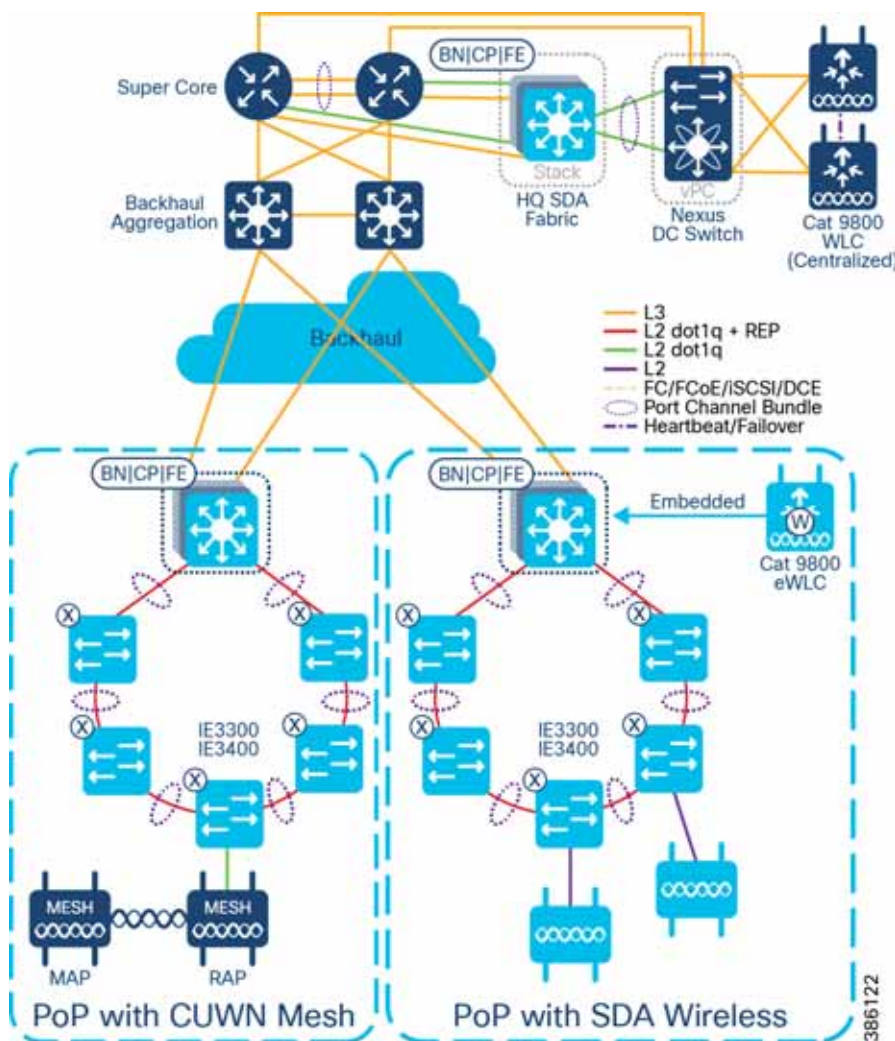 BN|CP|FE
Super Core
Stack
HQ SDA
Fabric
vPC
Nexus
DC Switch
Cat 9800
WLC
(Centralized)
Backhaul
Aggregation
Backhaul
L3
L2 dot1q + REP
L2 dot1q
L2
FC/FCoE/iSCSI/DCE
Port Channel Bundle
Heartbeat/Failover
BN|CP|FE
X
X
X
X
X
IE3300
IE3400
MESH
MESH
MAP
RAP
PoP with CUWN Mesh
BN|CP|FE
Embedded
W
Cat 9800
eWLC
X
X
X
X
X
IE3300
IE3400
PoP with SDA Wireless
386122